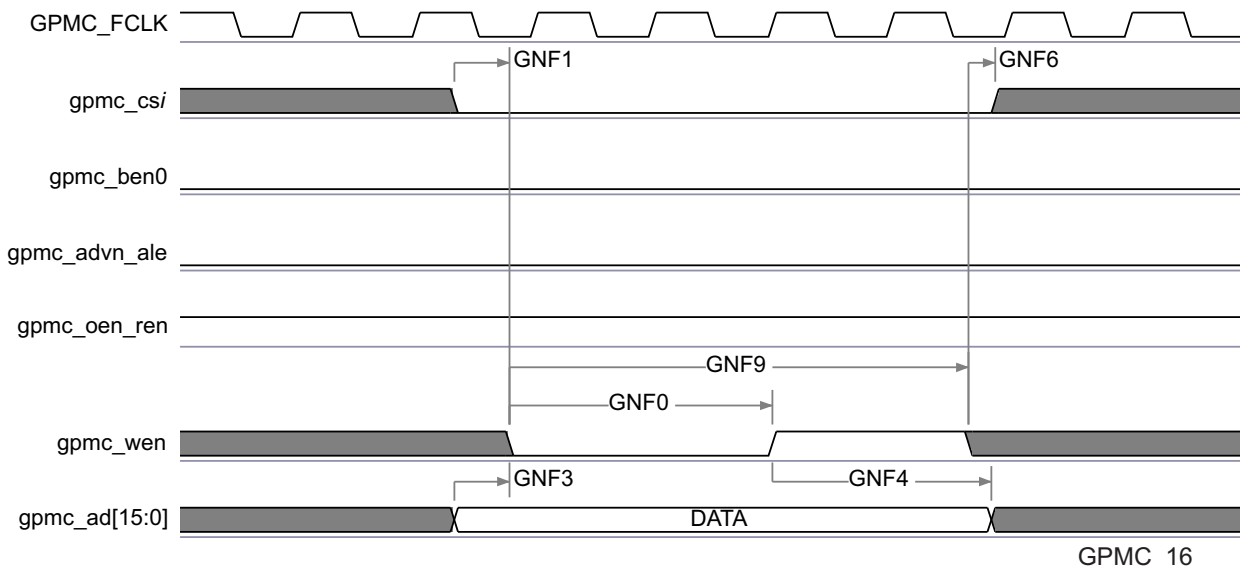 GPMC_FCLK
GNF1
GNF6
gpmc_csi
gpmc_ben0
gpmc_advn_ale
gpmc_oen_ren
GNF9
GNF0
gpmc_wen
GNF3
GNF4
gpmc_ad[15:0]
DATA
GPMC_16